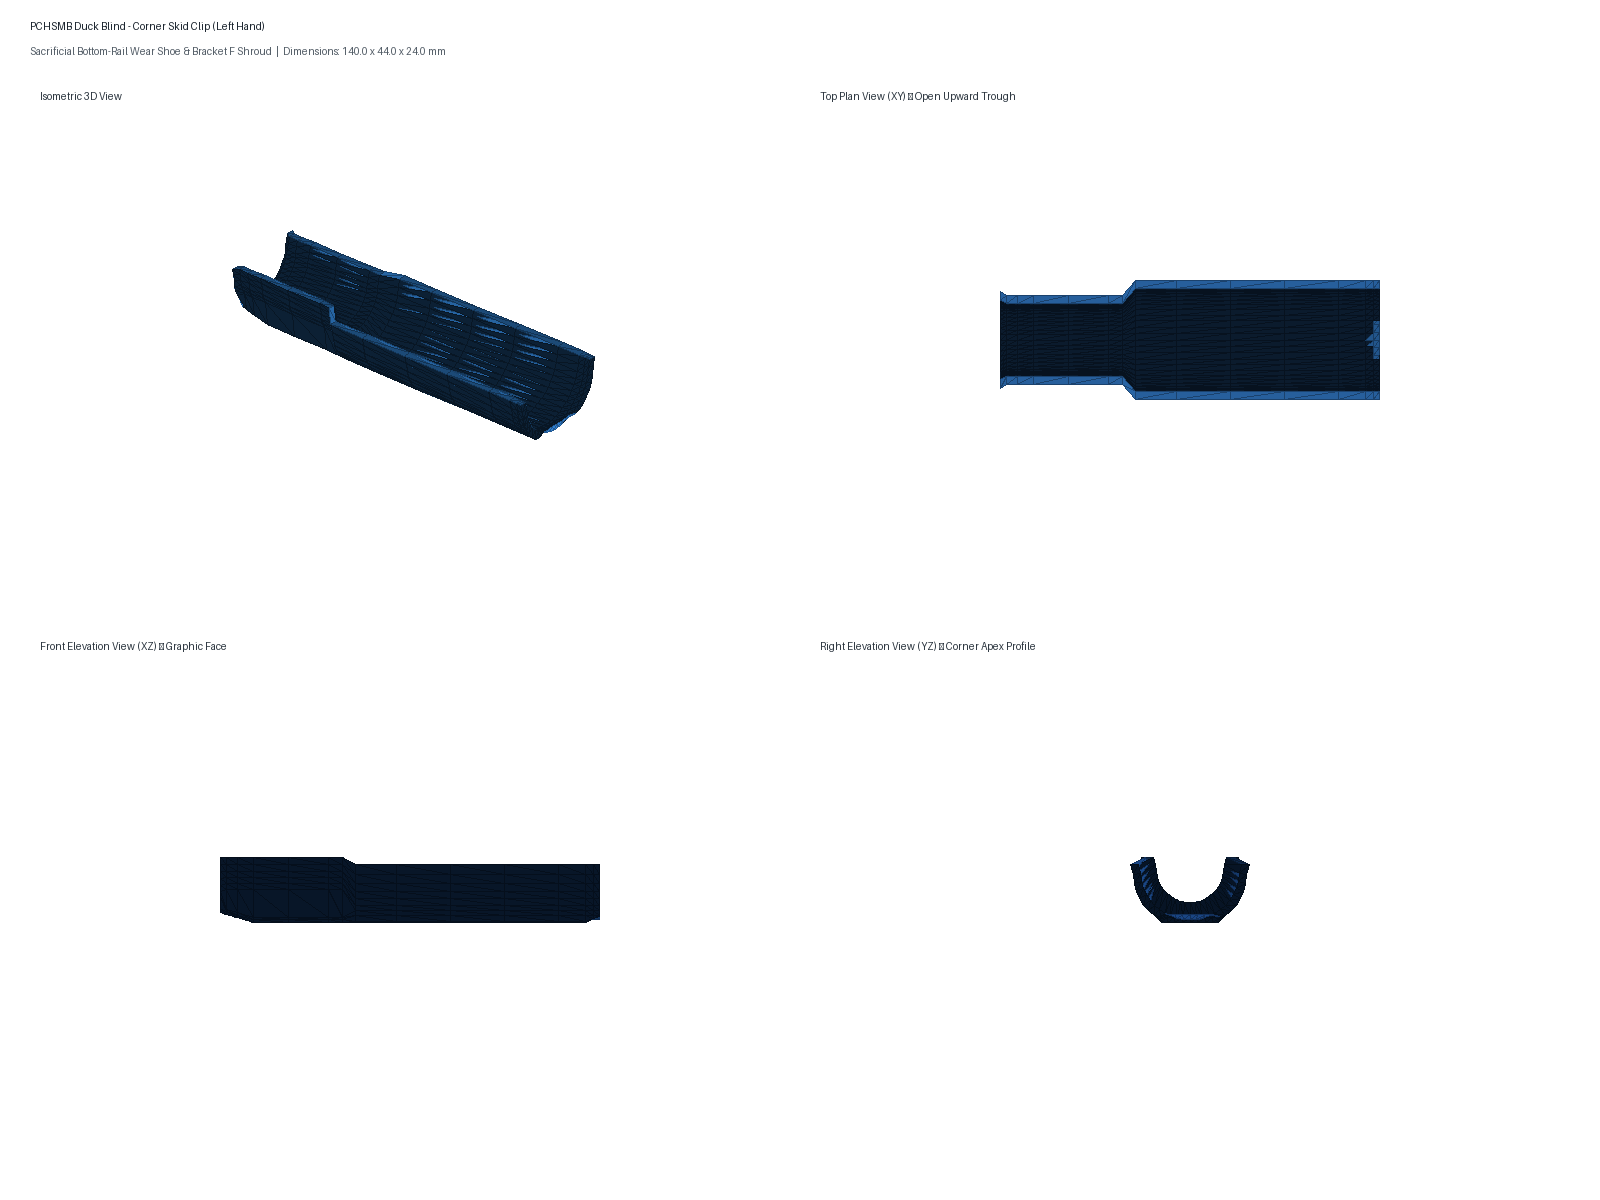 PCHSMB Duck Blind - Corner Skid Clip (Left Hand)
Sacrificial Bottom-Rail Wear Shoe & Bracket F Shroud | Dimensions: 140.0 x 44.0 x 24.0 mm
Isometric 3D View
Top Plan View (XY) ▯ Open Upward Trough
Front Elevation View (XZ) ▯ Graphic Face
Right Elevation View (YZ) ▯ Corner Apex Profile